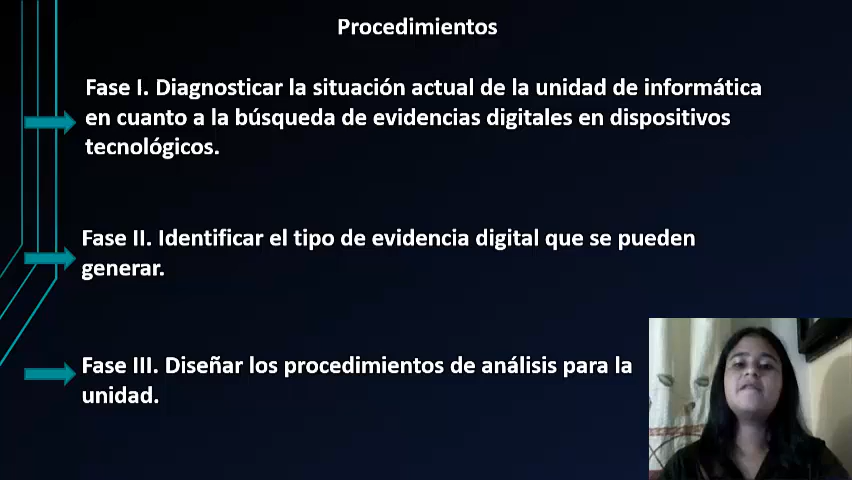 Procedimientos
Fase I. Diagnosticar la situación actual de la unidad de informática
en cuanto a la búsqueda de evidencias digitales en dispositivos
tecnológicos.
Fase II. Identificar el tipo de evidencia digital que se pueden
generar.
Fase III. Diseñar los procedimientos de análisis para la
unidad.